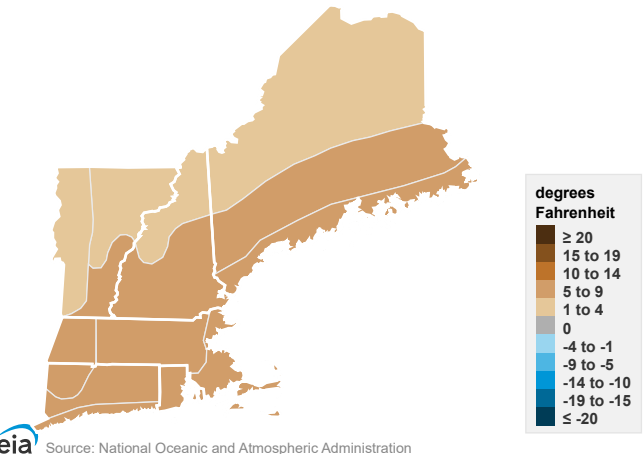 degrees
Fahrenheit
≥ 20
15 to 19
10 to 14
5 to 9
1 to 4
0
-4 to -1
-9 to -5
-14 to -10
-19 to -15
≤ -20
eia Source: National Oceanic and Atmospheric Administration